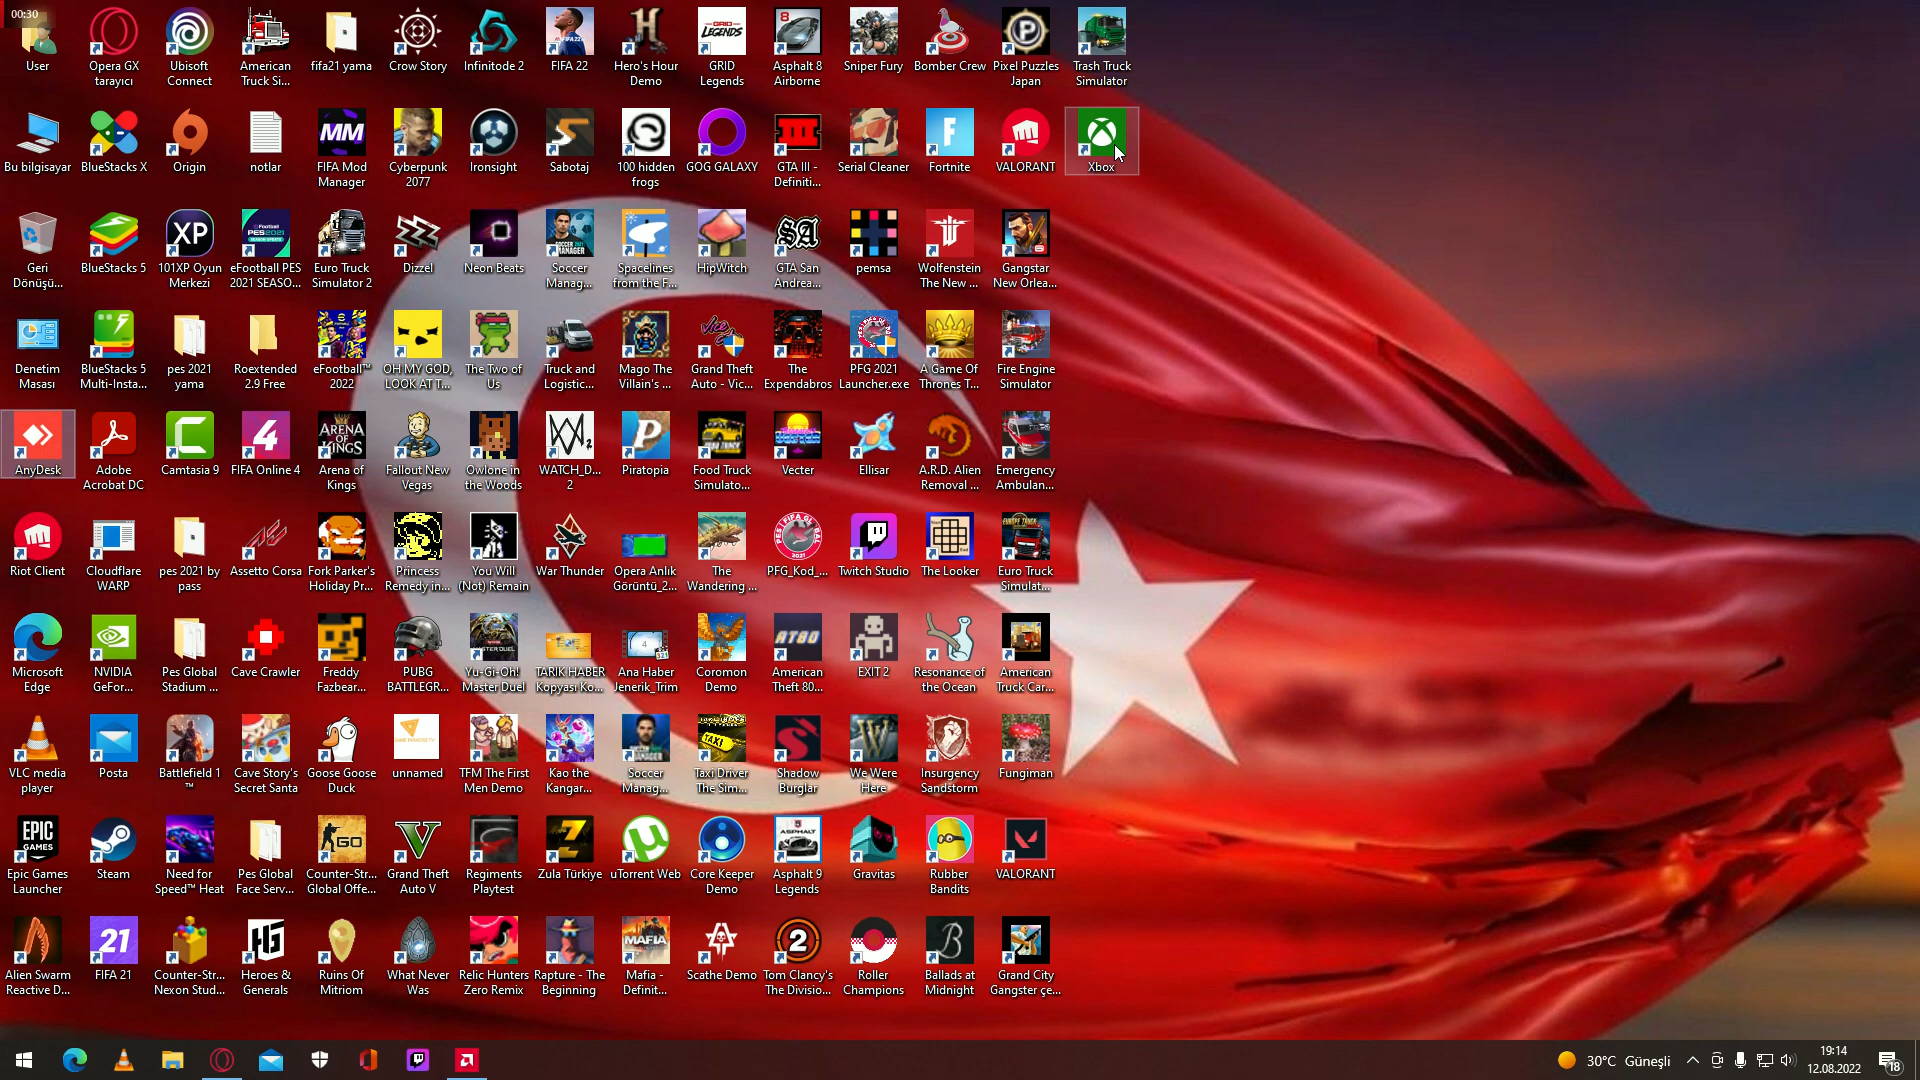 00:30
User
Opera GX
tarayıcı
Ubisoft
Connect
American
Truck Si...
fifa21 yama
Crow Story
Infinitode 2
FIFA 22
Hero's Hour
Demo
GRID
Legends
Asphalt 8
Airborne
Sniper Fury
Bomber Crew
Pixel Puzzles
Japan
Trash Truck
Simulator
Bu bilgisayar
BlueStacks X
Origin
notlar
FIFA Mod
Manager
Cyberpunk
2077
Ironsight
Sabotaj
100 hidden
frogs
GOG GALAXY
GTA III -
Definiti...
Serial Cleaner
Fortnite
VALORANT
Xbox
Geri
Dönüşü...
BlueStacks 5
101XP Oyun
Merkezi
eFootball PES
2021 SEASO...
Euro Truck
Simulator 2
Dizzel
Neon Beats
Soccer
Manag...
Spacelines
from the F...
HipWitch
GTA San
Andrea...
pemsa
Wolfenstein
The New ...
Gangstar
New Orlea...
Denetim
Masası
BlueStacks 5
Multi-Insta...
pes 2021
yama
Roextended
2.9 Free
eFootball™
2022
OH MY GOD,
LOOK AT T...
The Two of
Us
Truck and
Logistic...
Mago The
Villain's ...
Grand Theft
Auto - Vic...
The
Expendabros
PFG 2021
Launcher.exe
A Game Of
Thrones T...
Fire Engine
Simulator
AnyDesk
Adobe
Acrobat DC
Camtasia 9
FIFA Online 4
Arena of
Kings
Fallout New
Vegas
Owlone in
the Woods
WATCH_D...
2
Piratopia
Food Truck
Simulato...
Vecter
Ellisar
A.R.D. Alien
Removal ...
Emergency
Ambulan...
Riot Client
Cloudflare
WARP
pes 2021 by
pass
Assetto Corsa
Fork Parker's
Holiday Pr...
Princess
Remedy in...
You Will
(Not) Remain
War Thunder
Opera Anlık
Görüntü_2...
The
Wandering ...
PFG_Kod_...
Twitch Studio
The Looker
Euro Truck
Simulat...
Microsoft
Edge
NVIDIA
GeFor...
Pes Global
Stadium ...
Cave Crawler
Freddy
Fazbear...
PUBG
BATTLEGR...
Yu-Gi-Oh!
Master Duel
TARIK HABER
Kopyası Ko...
Ana Haber
Jenerik_Trim
Coromon
Demo
American
Theft 80...
EXIT 2
Resonance of
the Ocean
American
Truck Car...
VLC media
player
Posta
Battlefield 1
™
Cave Story's
Secret Santa
Goose Goose
Duck
unnamed
TFM The First
Men Demo
Kao the
Kangar...
Soccer
Manag...
Taxi Driver
The Sim...
Shadow
Burglar
We Were
Here
Insurgency
Sandstorm
Fungiman
Epic Games
Launcher
Steam
Need for
Speed™ Heat
Pes Global
Face Serv...
Counter-Str...
Global Offe...
Grand Theft
Auto V
Regiments
Playtest
Zula Türkiye
uTorrent Web
Core Keeper
Demo
Asphalt 9
Legends
Gravitas
Rubber
Bandits
VALORANT
Alien Swarm
Reactive D...
FIFA 21
Counter-Str...
Nexon Stud...
Heroes &
Generals
Ruins Of
Mitriom
What Never
Was
Relic Hunters
Zero Remix
Rapture - The
Beginning
Mafia -
Definit...
Scathe Demo
Tom Clancy's
The Divisio...
Roller
Champions
Ballads at
Midnight
Grand City
Gangster çe...
30°C Güneşli
19:14
12.08.2022
18